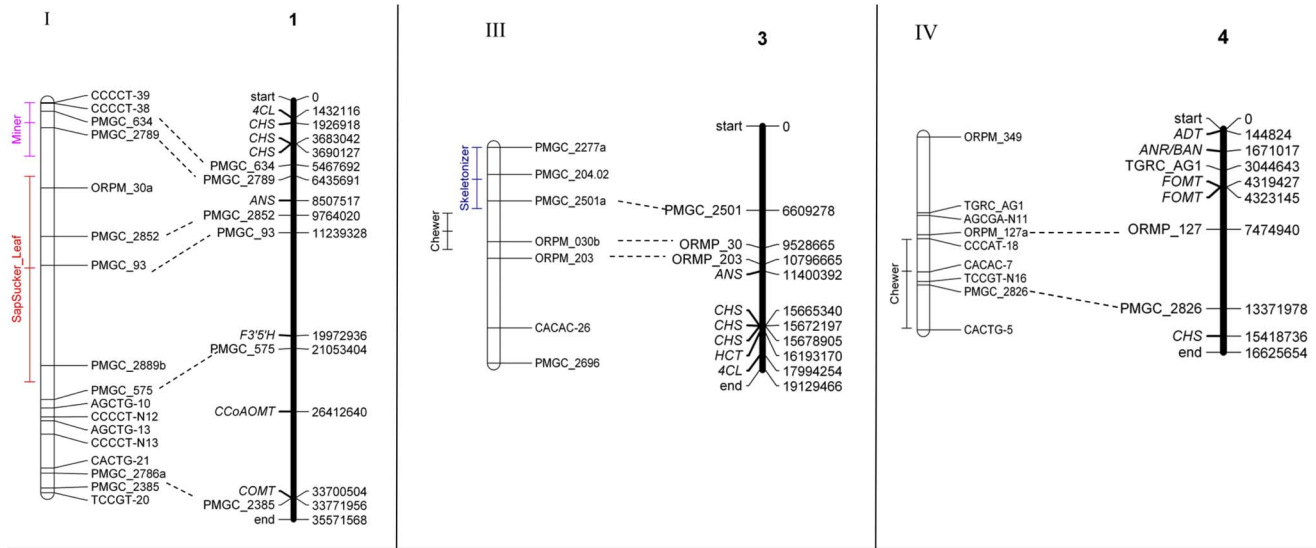 I
1
Miner
SapSucker_Leaf
CCCCT-39
CCCCT-38
PMGC_634
PMGC_2789
ORPM_30a
PMGC_2852
PMGC_93
PMGC_2889b
PMGC_575
AGCTG-10
CCCCT-N12
AGCTG-13
CCCCT-N13
CACTG-21
PMGC_2786a
PMGC_2385
TCCGT-20
start 0
4CL 1432116
CHS 1926918
CHS 3683042
CHS 3690127
PMGC_634 5467692
PMGC_2789 6435691
ANS 8507517
PMGC_2852 9764020
PMGC_93 11239328
F3'5'H 19972936
PMGC_575 21053404
CCoAOMT 26412640
COMT 33700504
PMGC_2385 33771956
end 35571568
III
3
Skeletonizer
Chewer
PMGC_2277a
PMGC_204.02
PMGC_2501a
ORPM_030b
ORPM_203
CACAC-26
PMGC_2696
start 0
PMGC_2501 6609278
ORMP_30 9528665
ORMP_203 10796665
ANS 11400392
CHS 15665340
CHS 15672197
CHS 15678905
HCT 16193170
4CL 17994254
end 19129466
IV
4
Chewer
ORPM_349
TGRC_AG1
AGCGA-N11
ORPM_127a
CCCAT-18
CACAC-7
TCCGT-N16
PMGC_2826
CACTG-5
start 0
ADT 144824
ANR/BAN 1671017
TGRC_AG1 3044643
FOMT 4319427
FOMT 4323145
ORMP_127 7474940
PMGC_2826 13371978
CHS 15418736
end 16625654